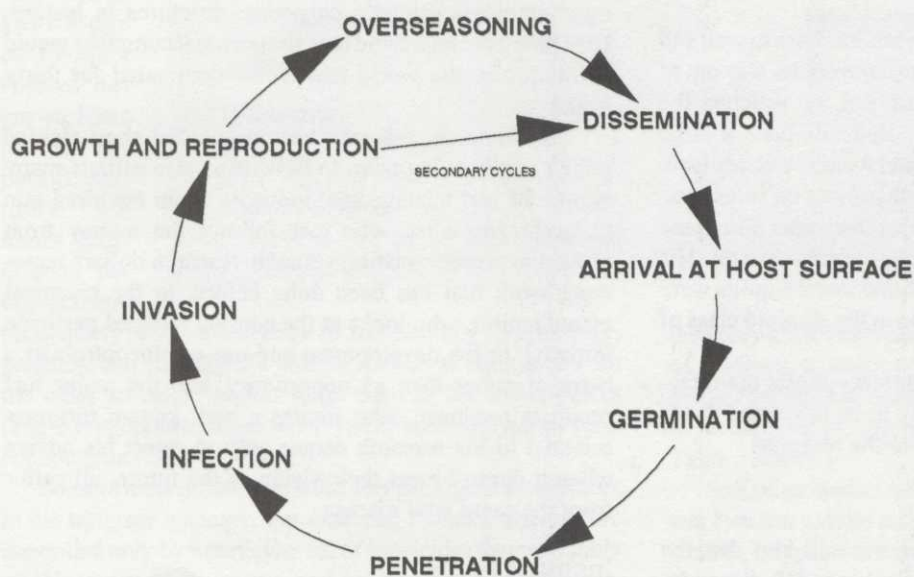 OVERSEASONING
DISSEMINATION
GROWTH AND REPRODUCTION
SECONDARY CYCLES
ARRIVAL AT HOST SURFACE
INVASION
GERMINATION
INFECTION
PENETRATION